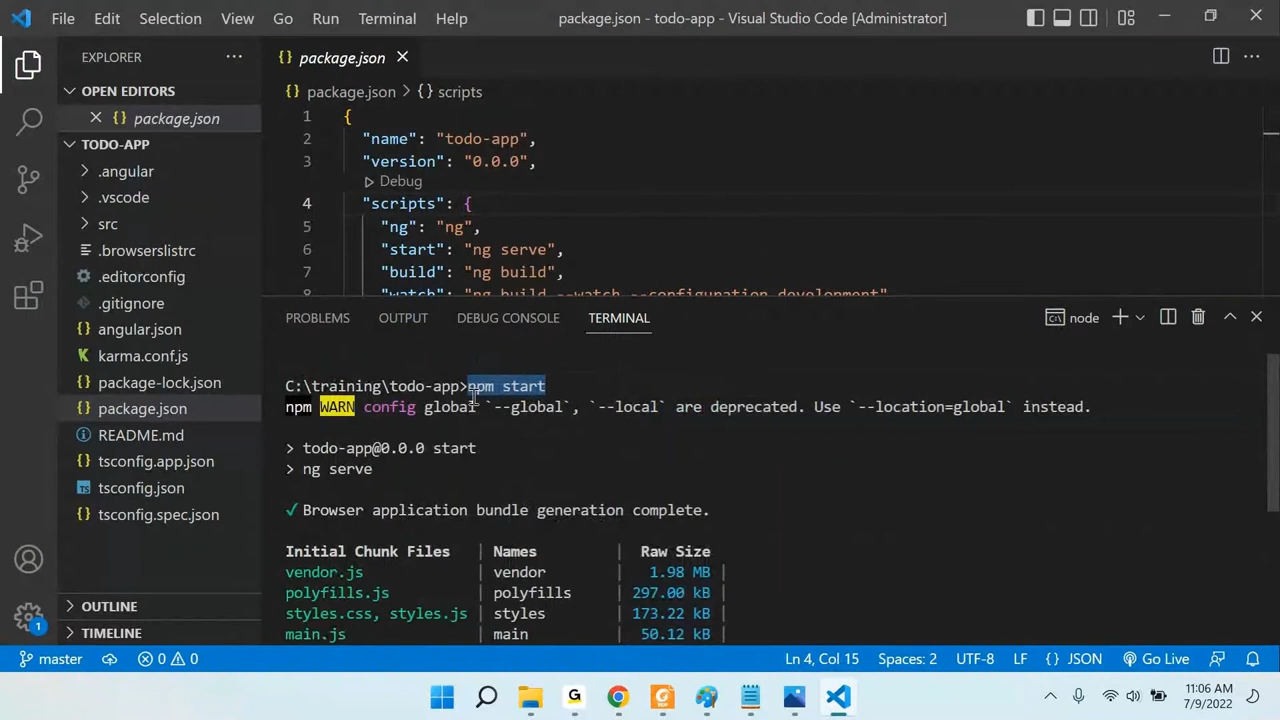 File Edit Selection View Go Run Terminal Help package.json - todo-app - Visual Studio Code [Administrator]
EXPLORER
OPEN EDITORS
package.json
TODO-APP
.angular
.vscode
src
.browserslistrc
.editorconfig
.gitignore
angular.json
karma.conf.js
package-lock.json
package.json
README.md
tsconfig.app.json
tsconfig.json
tsconfig.spec.json
OUTLINE
TIMELINE
{} package.json
{} package.json > {} scripts
1 {
2 "name": "todo-app",
3 "version": "0.0.0",
Debug
4 "scripts": {
5 "ng": "ng",
6 "start": "ng serve",
7 "build": "ng build",
8 "watch": "ng build --watch --configuration development"
PROBLEMS OUTPUT DEBUG CONSOLE TERMINAL node
C:\training\todo-app>npm start
npm WARN config global `--global`, `--local` are deprecated. Use `--location=global` instead.
> todo-app@0.0.0 start
> ng serve
✓ Browser application bundle generation complete.
Initial Chunk Files | Names | Raw Size
vendor.js | vendor | 1.98 MB |
polyfills.js | polyfills | 297.00 kB |
styles.css, styles.js | styles | 173.22 kB |
main.js | main | 50.12 kB |
master 0 0 Ln 4, Col 15 Spaces: 2 UTF-8 LF {} JSON Go Live
1
11:06 AM
7/9/2022